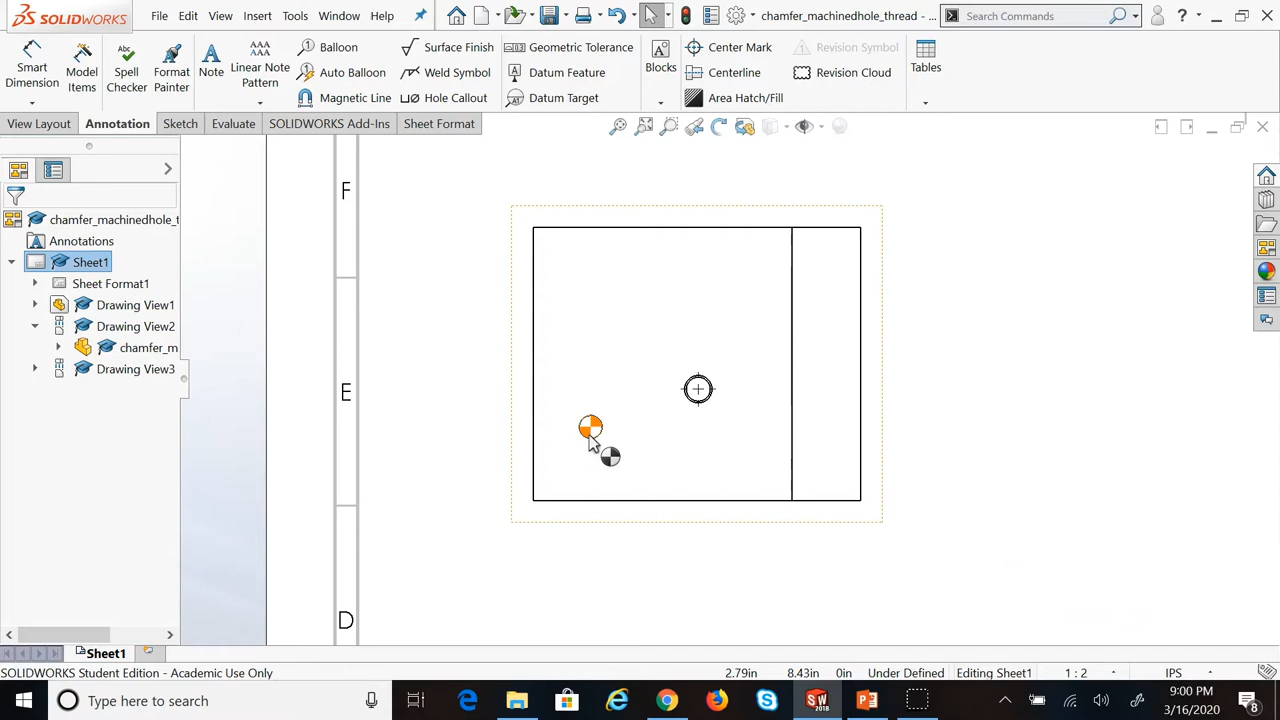 SOLIDWORKS File Edit View Insert Tools Window Help chamfer_machinedhole_thread - ... Search Commands ?
Smart Dimension Model Items Spell Checker Format Painter Note Linear Note Pattern Balloon Surface Finish Geometric Tolerance Blocks Center Mark Revision Symbol Tables
Auto Balloon Weld Symbol Datum Feature Centerline Revision Cloud
Magnetic Line Hole Callout Datum Target Area Hatch/Fill
View Layout Annotation Sketch Evaluate SOLIDWORKS Add-Ins Sheet Format
F
chamfer_machinedhole_t
Annotations
Sheet1
Sheet Format1
Drawing View1
Drawing View2
chamfer_m
Drawing View3
E
D
Sheet1
SOLIDWORKS Student Edition - Academic Use Only 2.79in 8.43in 0in Under Defined Editing Sheet1 1 : 2 IPS
Type here to search 9:00 PM
3/16/2020 8